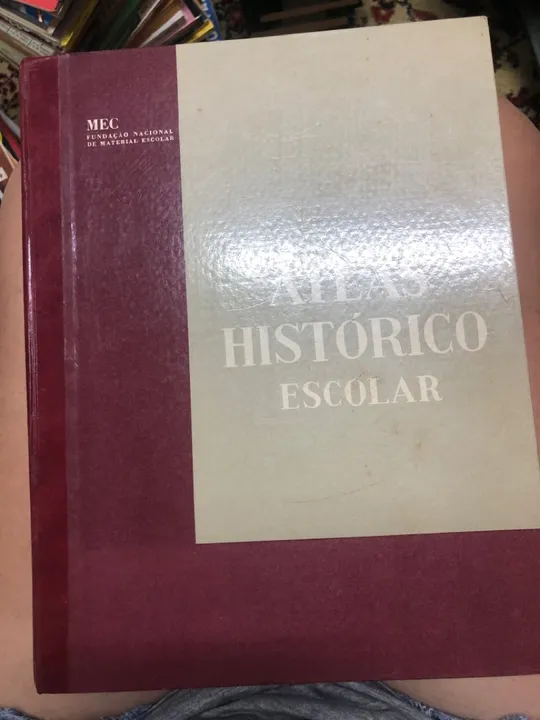 MEC
FUNDAÇÃO NACIONAL
DE MATERIAL ESCOLAR
ATLAS
HISTÓRICO
ESCOLAR